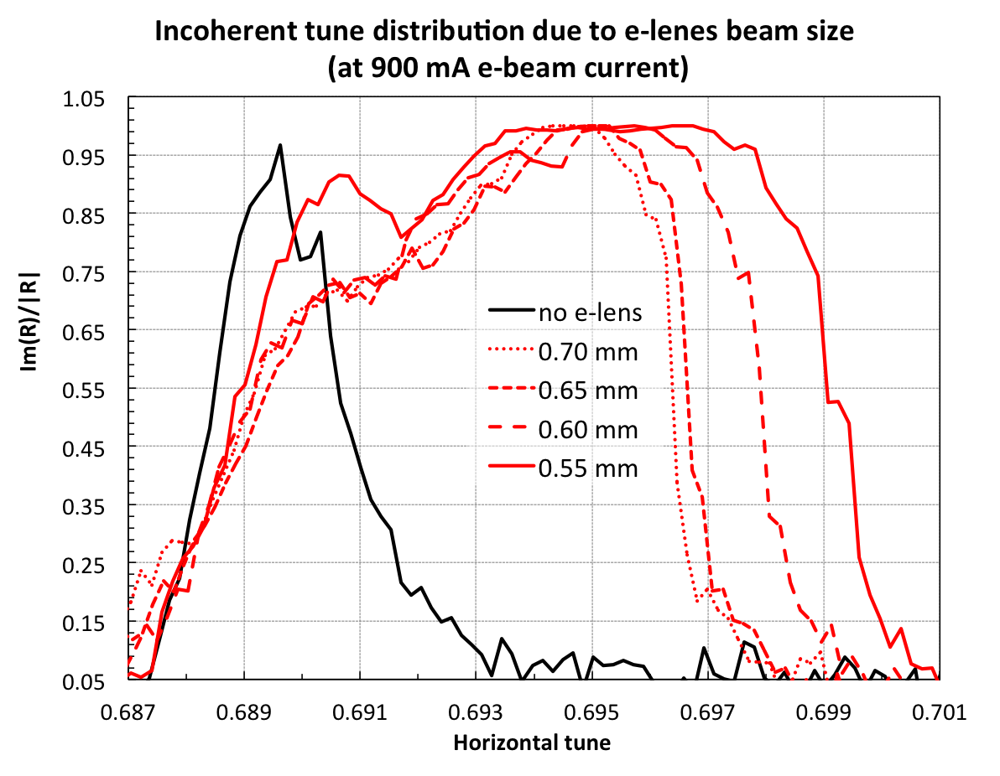 Incoherent tune distribution due to e-lenes beam size
(at 900 mA e-beam current)
1.05
0.95
0.85
0.75
0.65
0.55
0.45
0.35
0.25
0.15
0.05
Im(R)/|R|
no e-lens
0.70 mm
0.65 mm
0.60 mm
0.55 mm
0.687 0.689 0.691 0.693 0.695 0.697 0.699 0.701
Horizontal tune